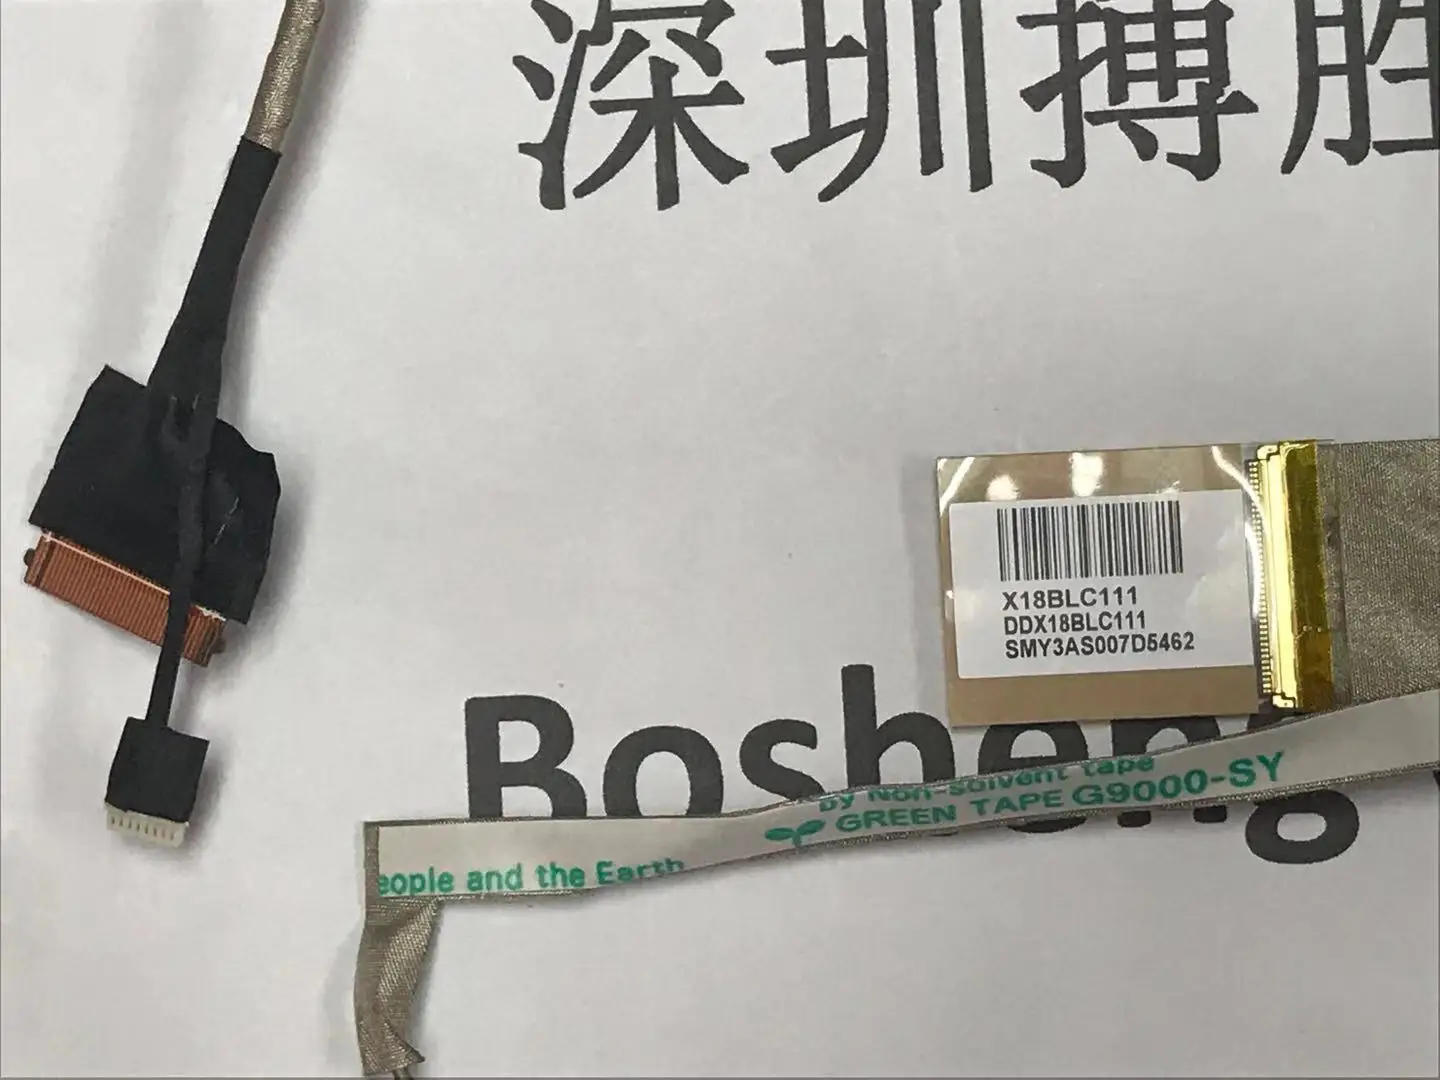 深圳搏胜
X18BLC111
DDX18BLC111
SMY3AS007D5462
Bosheng
by Non-solvent tape
GREEN TAPE G9000-SY
eople and the Earth